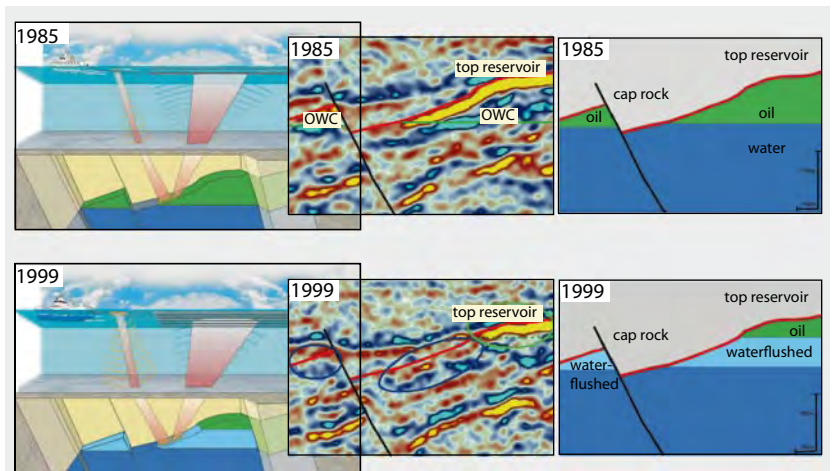 1985
1985
top reservoir
OWC
OWC
1985
top reservoir
cap rock
oil
oil
water
1999
1999
top reservoir
1999
top reservoir
cap rock
oil
waterflushed
water-
flushed